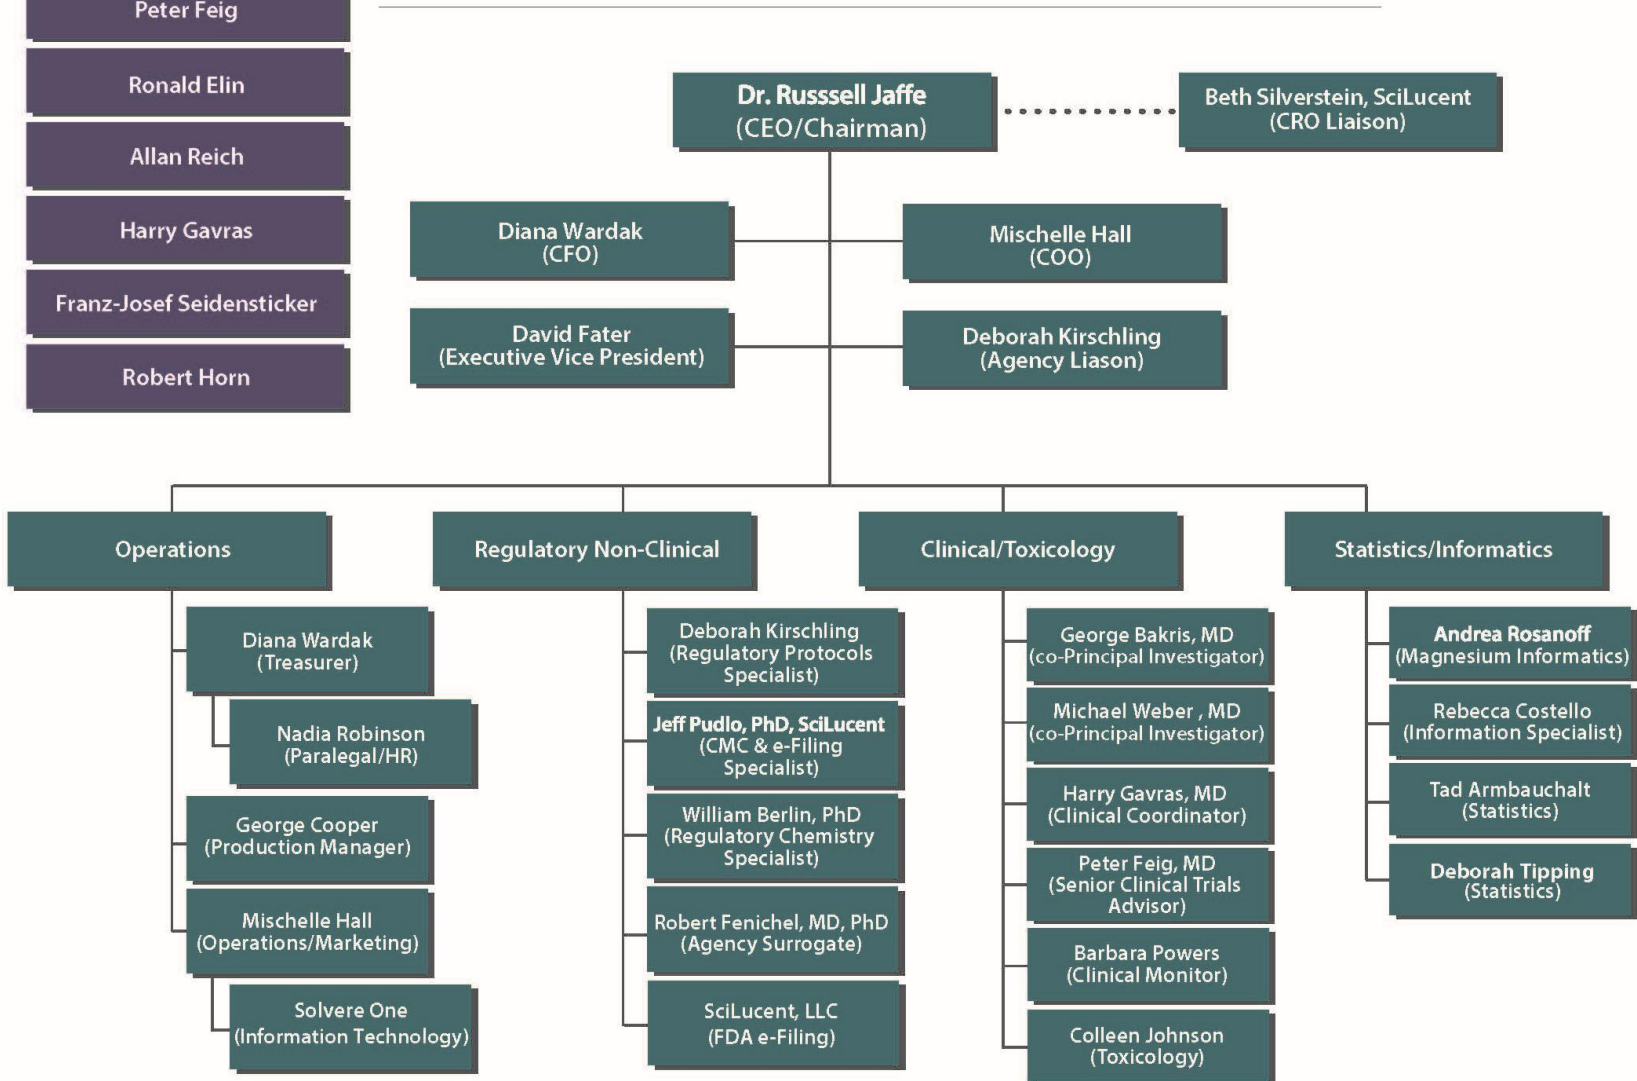 Peter Feig
Ronald Elin
Allan Reich
Harry Gavras
Franz-Josef Seidensticker
Robert Horn
Dr. Russsell Jaffe
(CEO/Chairman)
Beth Silverstein, SciLucent
(CRO Liaison)
Diana Wardak
(CFO)
Mischelle Hall
(COO)
David Fater
(Executive Vice President)
Deborah Kirschling
(Agency Liason)
Operations
Diana Wardak
(Treasurer)
Nadia Robinson
(Paralegal/HR)
George Cooper
(Production Manager)
Mischelle Hall
(Operations/Marketing)
Solvere One
(Information Technology)
Regulatory Non-Clinical
Deborah Kirschling
(Regulatory Protocols
Specialist)
Jeff Pudlo, PhD, SciLucent
(CMC & e-Filing
Specialist)
William Berlin, PhD
(Regulatory Chemistry
Specialist)
Robert Fenichel, MD, PhD
(Agency Surrogate)
SciLucent, LLC
(FDA e-Filing)
Clinical/Toxicology
George Bakris, MD
(co-Principal Investigator)
Michael Weber , MD
(co-Principal Investigator)
Harry Gavras, MD
(Clinical Coordinator)
Peter Feig, MD
(Senior Clinical Trials
Advisor)
Barbara Powers
(Clinical Monitor)
Colleen Johnson
(Toxicology)
Statistics/Informatics
Andrea Rosanoff
(Magnesium Informatics)
Rebecca Costello
(Information Specialist)
Tad Armbauchalt
(Statistics)
Deborah Tipping
(Statistics)